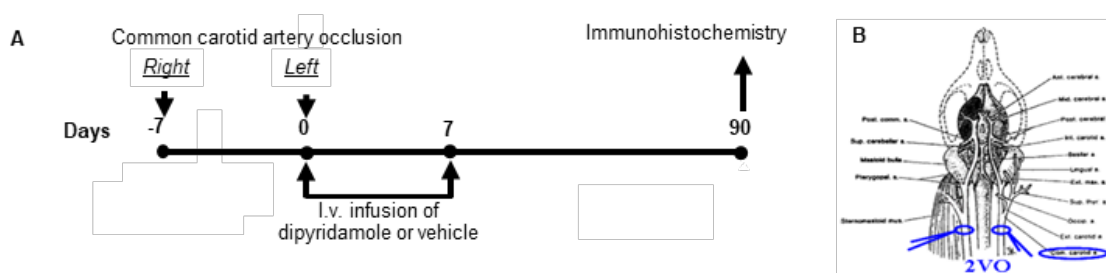 A
Common carotid artery occlusion
Right
Left
Immunohistochemistry
Days
-7
0
7
90
I.v. infusion of
dipyridamole or vehicle
B
Ant. cerebral a.
Mid. cerebral a.
Post. comm. a.
Post. cerebral
Sup. cerebellar a.
Int. carotid a.
Mastoid bulla
Basilar a.
Lingual a.
Pterygopal. a.
Ext. max. a.
Sup. thyr. a.
Sternomastoid mus.
Occip. a.
Ext. carotid a.
Com. carotid a.
2VO